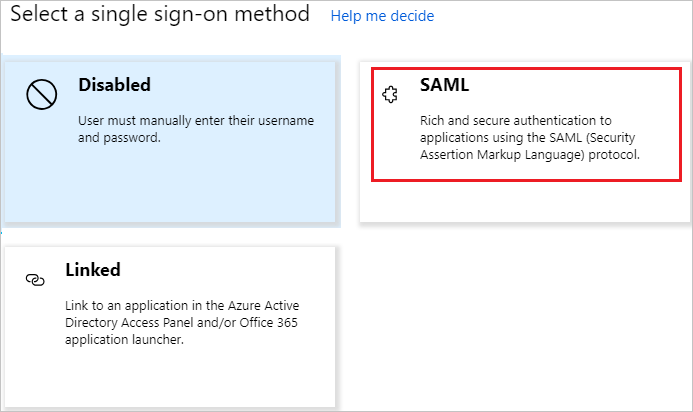 Select a single sign-on method Help me decide
Disabled
User must manually enter their username
and password.
SAML
Rich and secure authentication to
applications using the SAML (Security
Assertion Markup Language) protocol.
Linked
Link to an application in the Azure Active
Directory Access Panel and/or Office 365
application launcher.